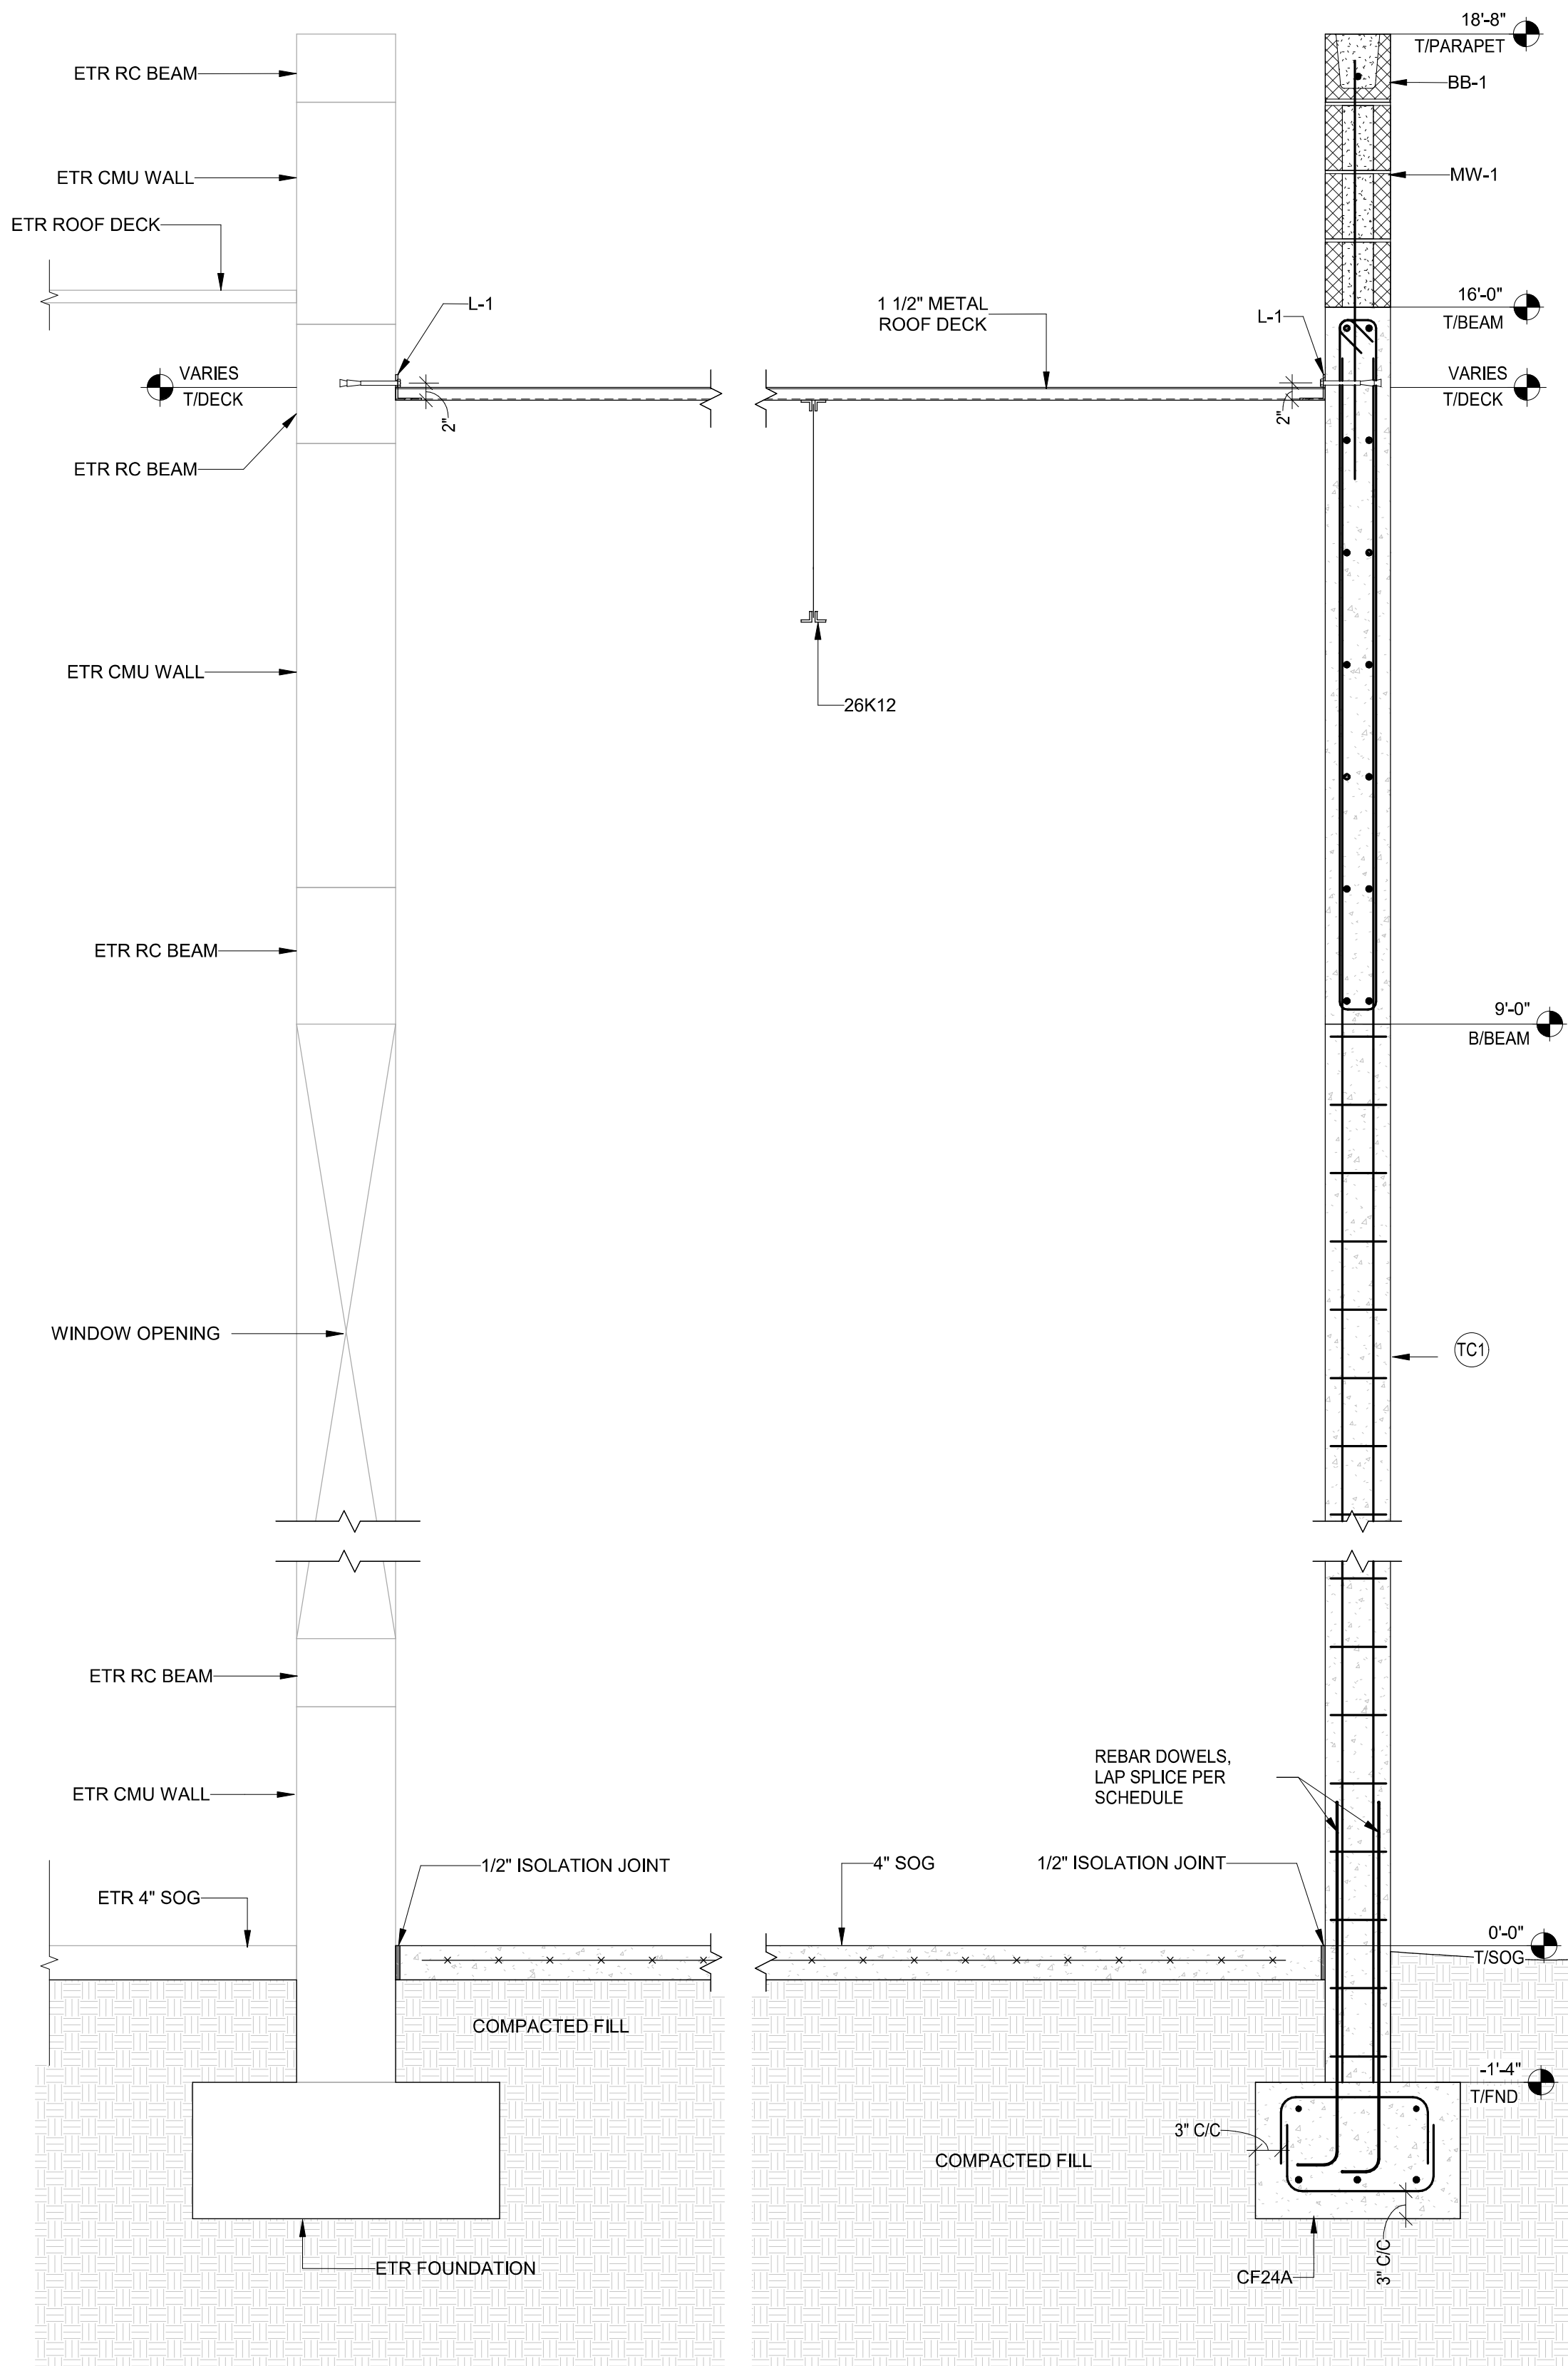 18'-8"
T/PARAPET
ETR RC BEAM
BB-1
ETR CMU WALL
MW-1
ETR ROOF DECK
L-1
1 1/2" METAL
ROOF DECK
L-1
16'-0"
T/BEAM
VARIES
T/DECK
VARIES
T/DECK
2"
2"
ETR RC BEAM
ETR CMU WALL
26K12
ETR RC BEAM
9'-0"
B/BEAM
WINDOW OPENING
TC1
ETR RC BEAM
REBAR DOWELS,
LAP SPLICE PER
SCHEDULE
ETR CMU WALL
1/2" ISOLATION JOINT
4" SOG
1/2" ISOLATION JOINT
ETR 4" SOG
0'-0"
T/SOG
COMPACTED FILL
-1'-4"
T/FND
3" C/C
COMPACTED FILL
3" C/C
ETR FOUNDATION
CF24A